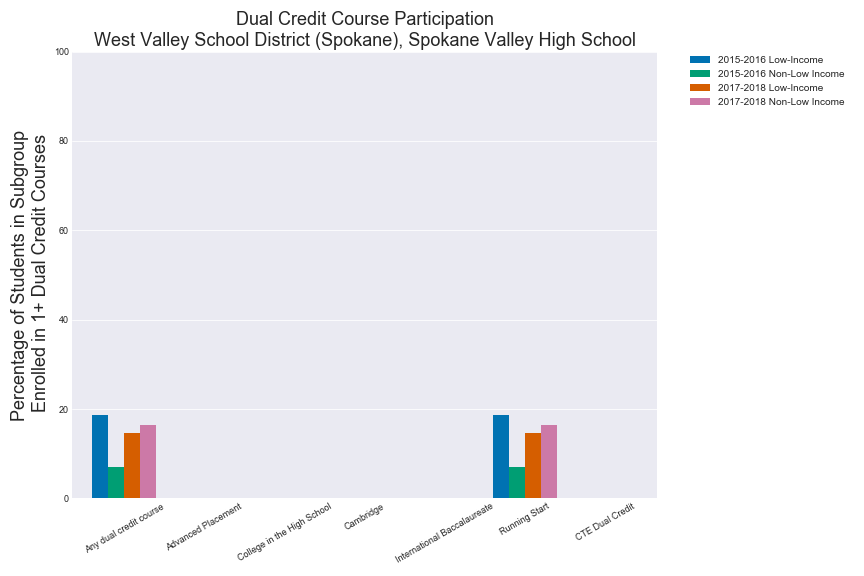 Dual Credit Course Participation
West Valley School District (Spokane), Spokane Valley High School
2015-2016 Low-Income
2015-2016 Non-Low Income
2017-2018 Low-Income
2017-2018 Non-Low Income
Percentage of Students in Subgroup
Enrolled in 1+ Dual Credit Courses
100
80
60
40
20
0
Any dual credit course
Advanced Placement
College in the High School
Cambridge
International Baccalaureate
Running Start
CTE Dual Credit